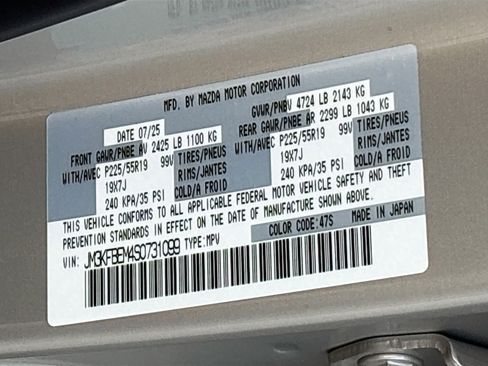 MFD. BY MAZDA MOTOR CORPORATION
DATE 07/25
GVWR/PNBV 4724 LB 2143 KG
FRONT GAWR/PNBE AV 2425 LB 1100 KG
REAR GAWR/PNBE AR 2299 LB 1043 KG
WITH/AVEC P225/55R19 99V TIRES/PNEUS
WITH/AVEC P225/55R19 99V TIRES/PNEUS
19X7J RIMS/JANTES
19X7J RIMS/JANTES
240 KPA/35 PSI COLD/A FROID
240 KPA/35 PSI COLD/A FROID
THIS VEHICLE CONFORMS TO ALL APPLICABLE FEDERAL MOTOR VEHICLE SAFETY AND THEFT
PREVENTION STANDARDS IN EFFECT ON THE DATE OF MANUFACTURE SHOWN ABOVE.
VIN: JM3KFBEM4S0731099 TYPE:MPV
COLOR CODE:47S MADE IN JAPAN